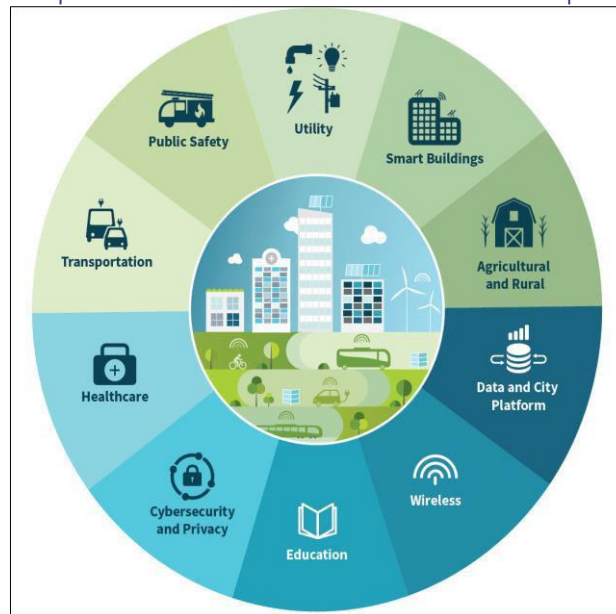 Utility
Smart Buildings
Agricultural
and Rural
Data and City
Platform
Wireless
Education
Cybersecurity
and Privacy
Healthcare
Transportation
Public Safety